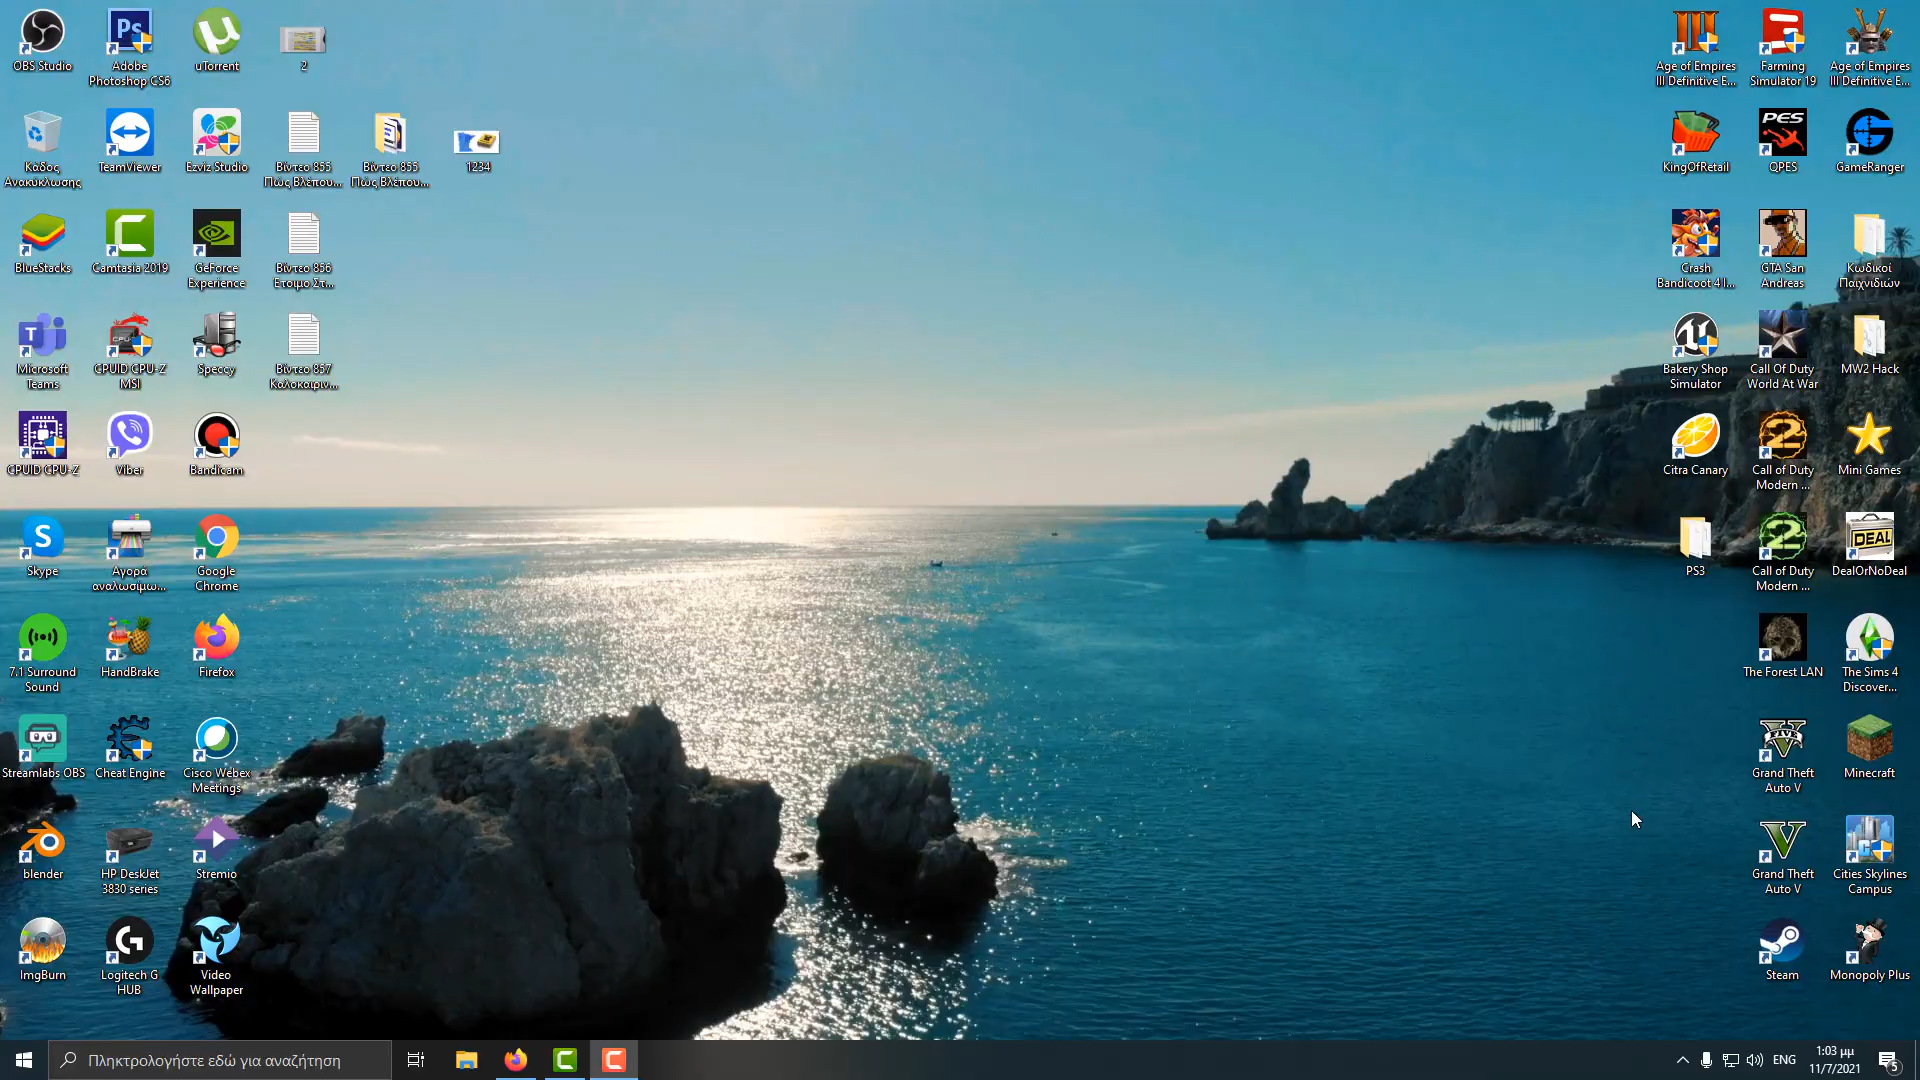 OBS Studio
Adobe
Photoshop CS6
uTorrent
2
Κάδος
Ανακύκλωσης
TeamViewer
Ezviz Studio
Βίντεο 855
Πως Βλέπου...
Βίντεο 855
Πως Βλέπου...
1234
BlueStacks
Camtasia 2019
GeForce
Experience
Βίντεο 856
Έτοιμο Στ...
Microsoft
Teams
CPUID CPU-Z
MSI
Speccy
Βίντεο 857
Καλοκαιριν...
CPUID CPU-Z
Viber
Bandicam
Skype
Αγορά
αναλωσίμω...
Google
Chrome
7.1 Surround
Sound
HandBrake
Firefox
Streamlabs OBS
Cheat Engine
Cisco Webex
Meetings
blender
HP DeskJet
3830 series
Stremio
ImgBurn
Logitech G
HUB
Video
Wallpaper
Age of Empires
III Definitive E...
Farming
Simulator 19
Age of Empires
III Definitive E...
KingOfRetail
PES
QPES
GameRanger
Crash
Bandicoot 4 I...
GTA San
Andreas
Κωδικοί
Παιχνιδιών
Bakery Shop
Simulator
Call Of Duty
World At War
MW2 Hack
Citra Canary
Call of Duty
Modern ...
Mini Games
PS3
Call of Duty
Modern ...
DEAL
DealOrNoDeal
The Forest LAN
The Sims 4
Discover...
Grand Theft
Auto V
Minecraft
Grand Theft
Auto V
Cities Skylines
Campus
Steam
Monopoly Plus
Πληκτρολογήστε εδώ για αναζήτηση
ENG
1:03 μμ
11/7/2021
5